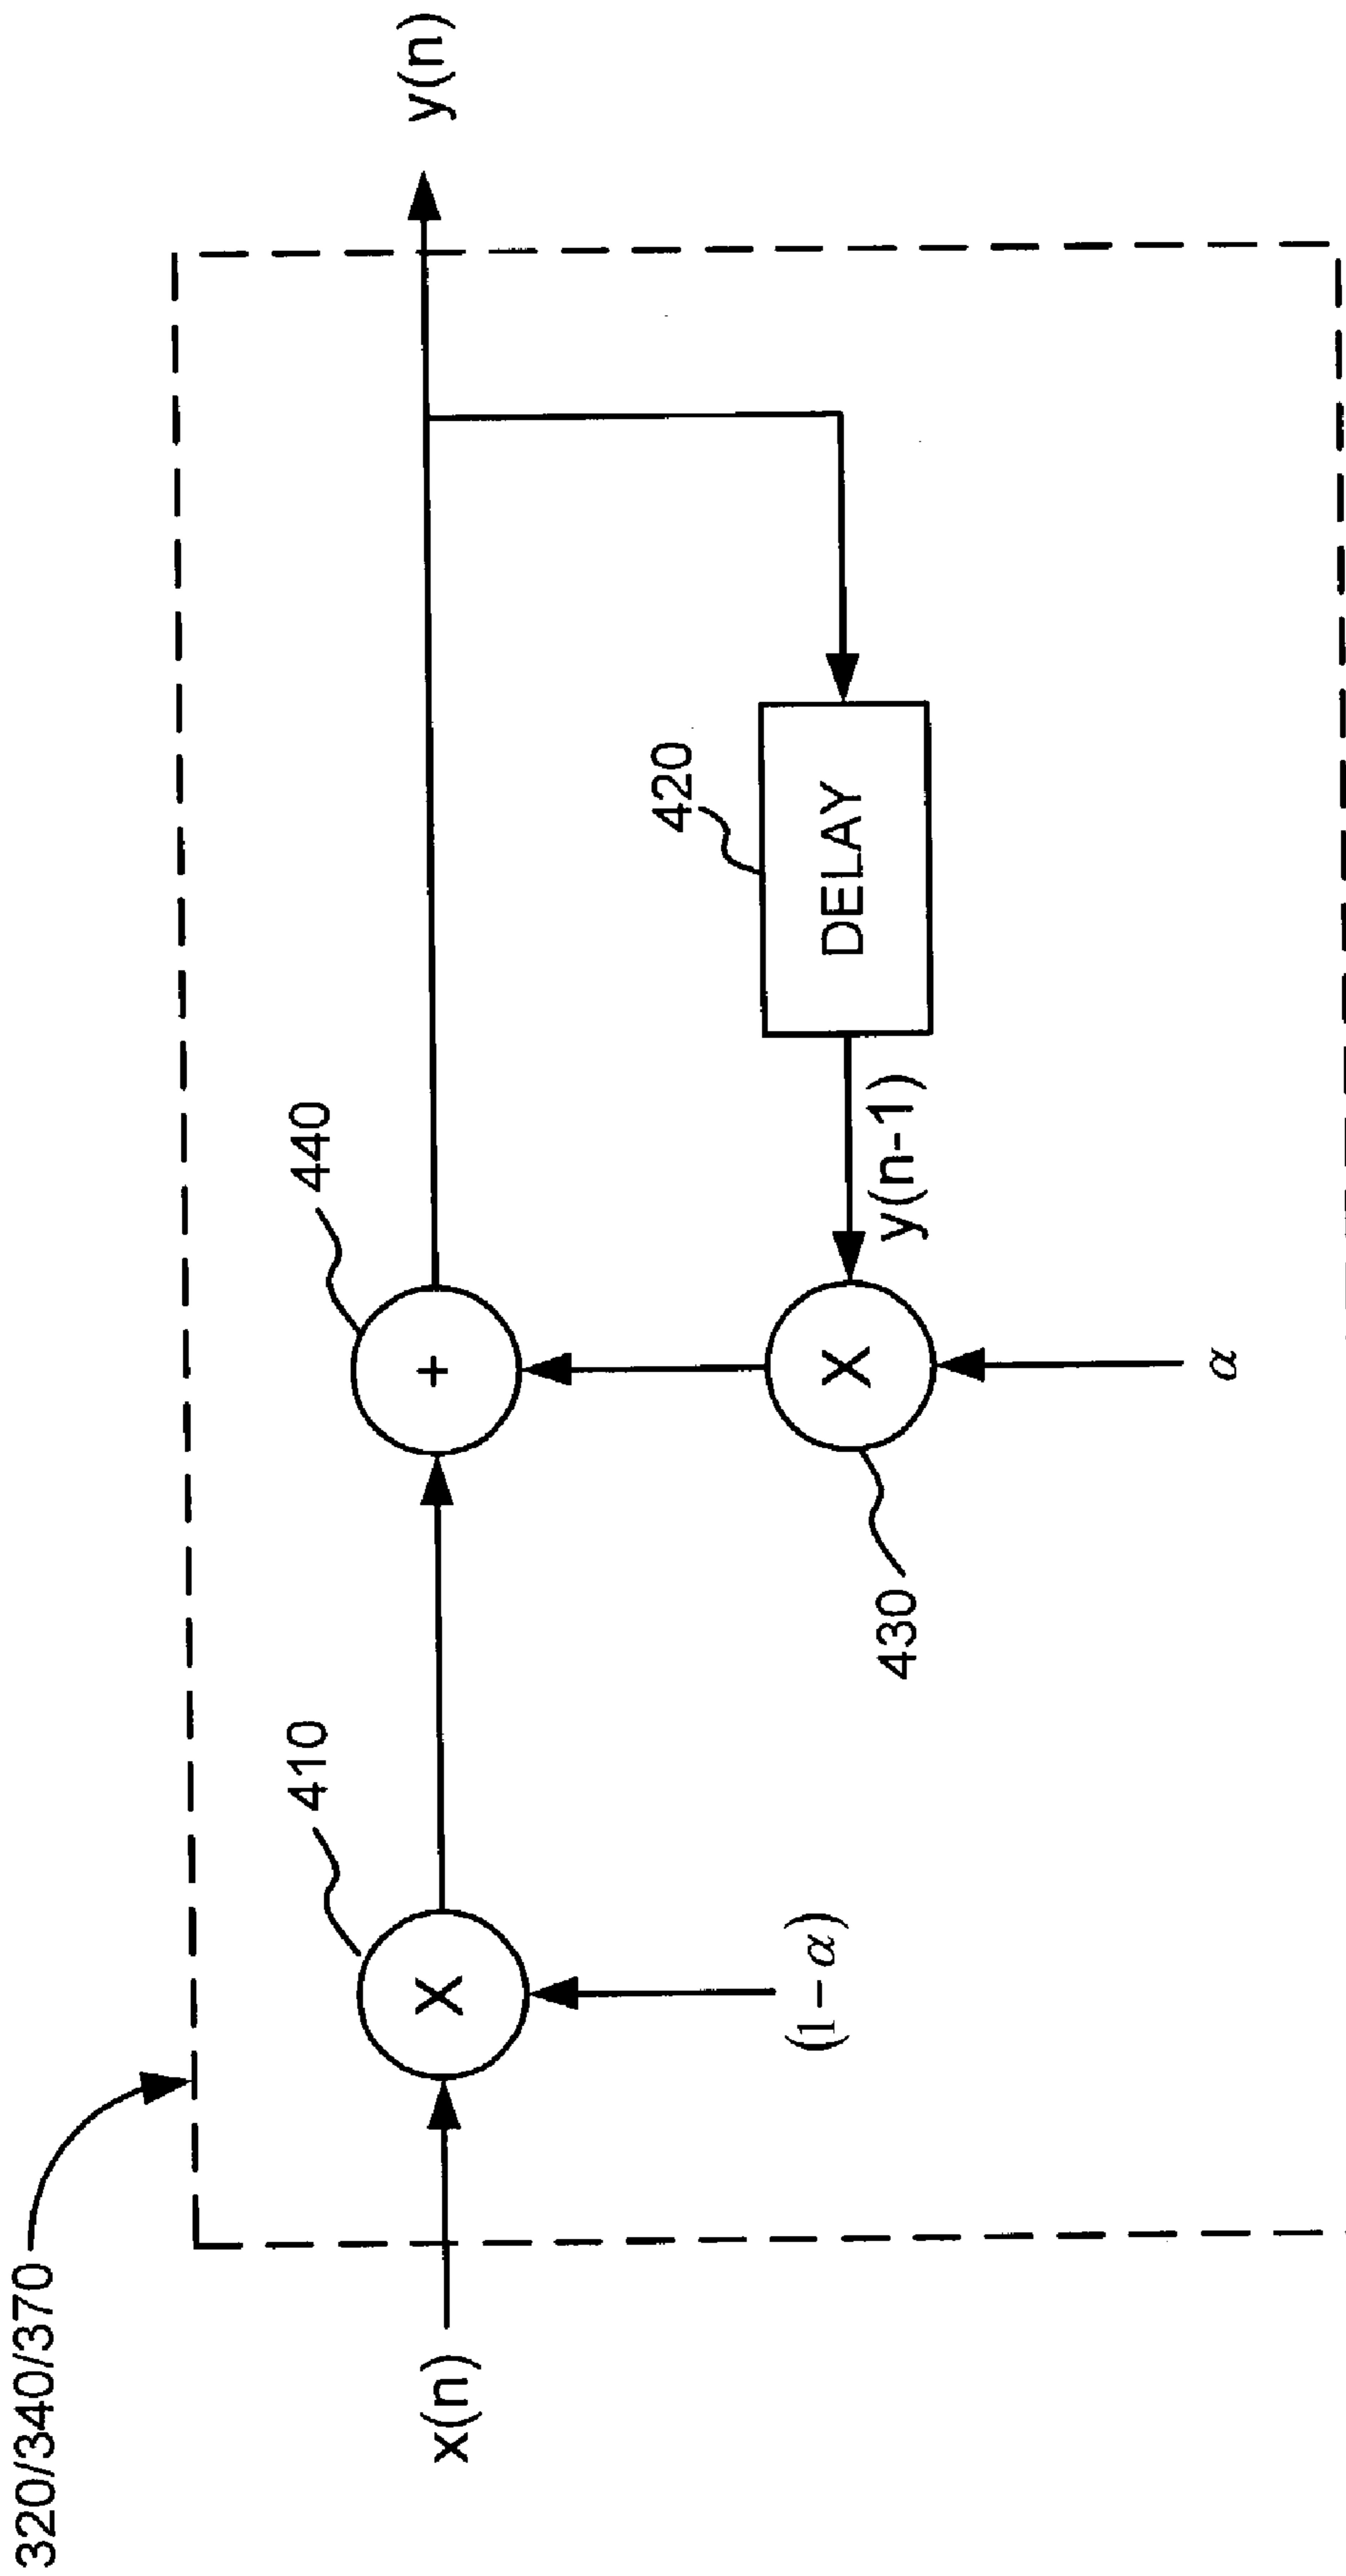 320/340/370
x(n)
410
(1−α)
440
430
α
y(n-1)
420
DELAY
y(n)